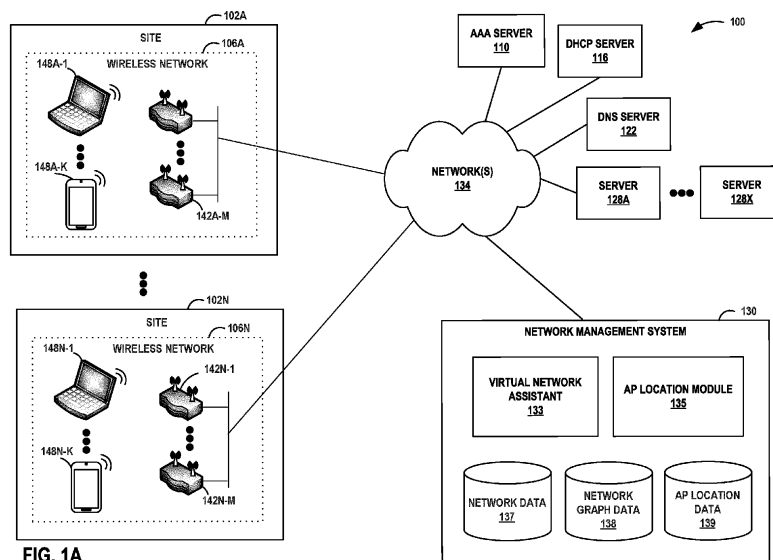 102A
SITE
106A
WIRELESS NETWORK
148A-1
148A-K
142A-M
102N
SITE
106N
WIRELESS NETWORK
148N-1
142N-1
148N-K
142N-M
FIG. 1A
100
AAA SERVER
110
DHCP SERVER
116
DNS SERVER
122
NETWORK(S)
134
SERVER
128A
SERVER
128X
130
NETWORK MANAGEMENT SYSTEM
VIRTUAL NETWORK
ASSISTANT
133
AP LOCATION MODULE
135
NETWORK DATA
137
NETWORK
GRAPH DATA
138
AP LOCATION
DATA
139